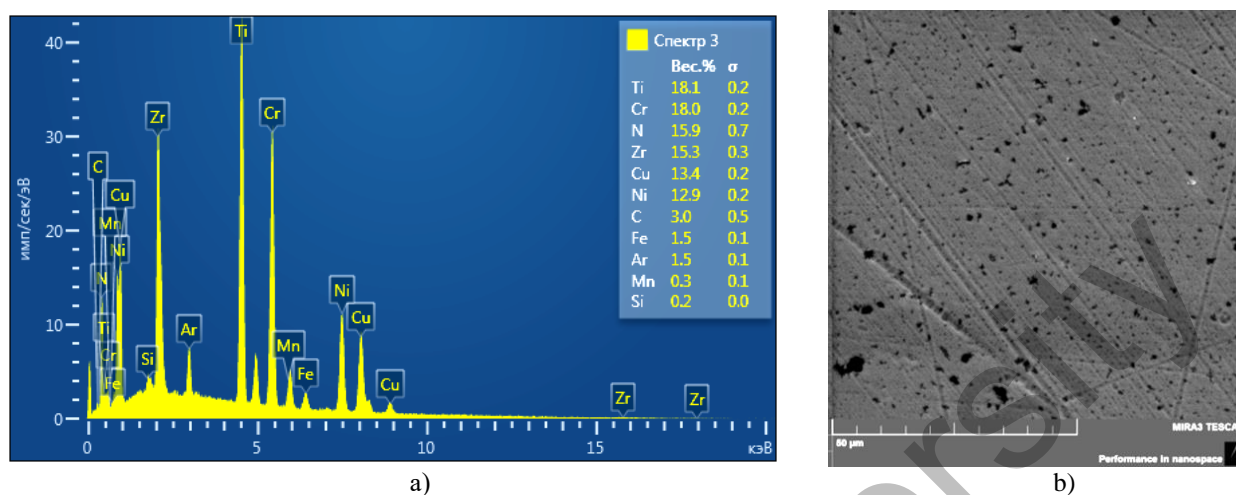 Спектр 3
Вес.% σ
Ti 18.1 0.2
Cr 18.0 0.2
N 15.9 0.7
Zr 15.3 0.3
Cu 13.4 0.2
Ni 12.9 0.2
C 3.0 0.5
Fe 1.5 0.1
Ar 1.5 0.1
Mn 0.3 0.1
Si 0.2 0.0
имп/сек/эВ
40
30
20
10
0
C
Cu
Mn
Ni
N
Ti
Cr
Fe
Si
Zr
Ar
Ti
Cr
Mn
Fe
Ni
Cu
Cu
Zr
Zr
0 5 10 15 кэВ
a)
50 µm
MIRA3 TESCA
Performance in nanospace
ersity
b)